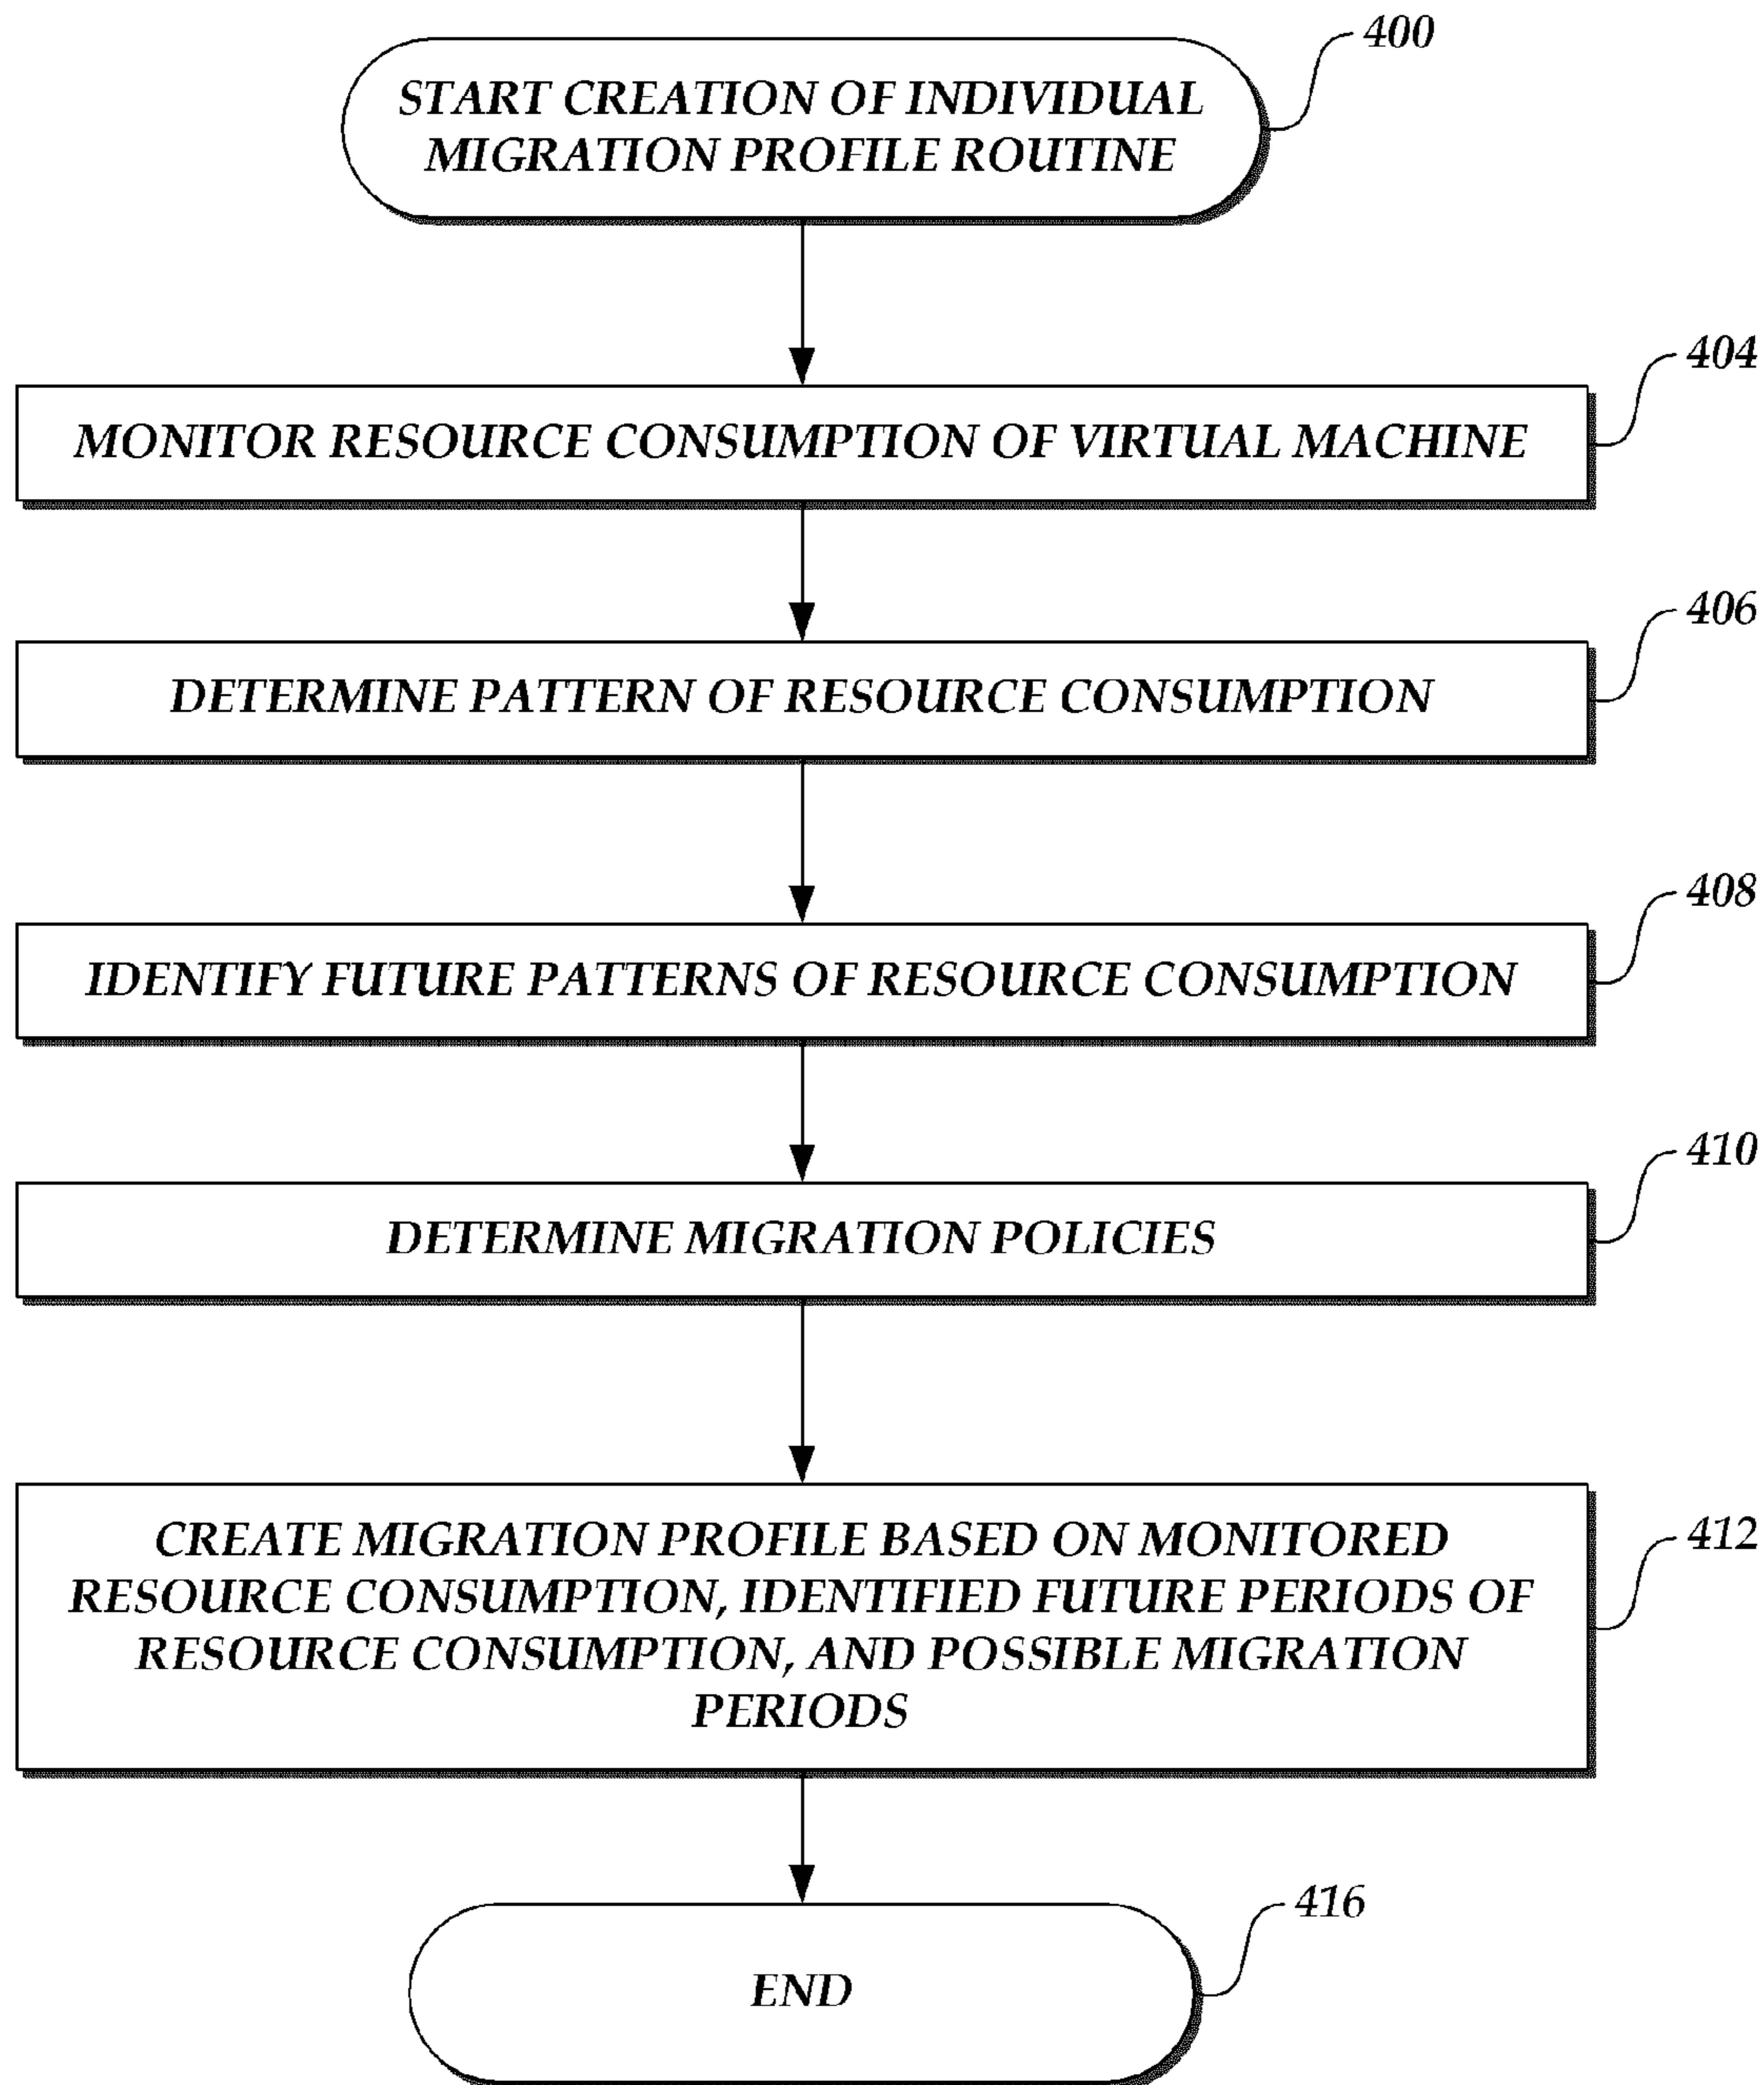 400
START CREATION OF INDIVIDUAL
MIGRATION PROFILE ROUTINE
404
MONITOR RESOURCE CONSUMPTION OF VIRTUAL MACHINE
406
DETERMINE PATTERN OF RESOURCE CONSUMPTION
408
IDENTIFY FUTURE PATTERNS OF RESOURCE CONSUMPTION
410
DETERMINE MIGRATION POLICIES
412
CREATE MIGRATION PROFILE BASED ON MONITORED
RESOURCE CONSUMPTION, IDENTIFIED FUTURE PERIODS OF
RESOURCE CONSUMPTION, AND POSSIBLE MIGRATION
PERIODS
416
END